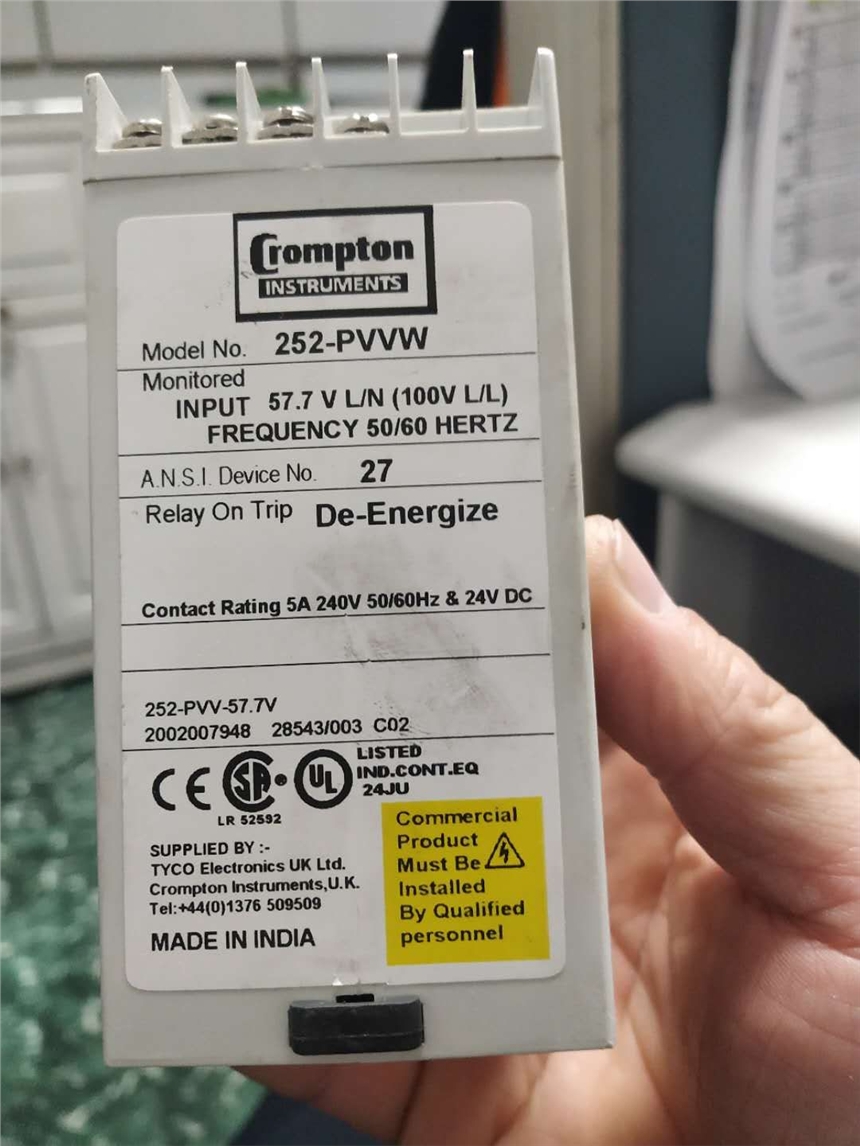 Crompton
INSTRUMENTS
Model No. 252-PVVW
Monitored
INPUT 57.7 V L/N (100V L/L)
FREQUENCY 50/60 HERTZ
A.N.S.I. Device No. 27
Relay On Trip De-Energize
Contact Rating 5A 240V 50/60Hz & 24V DC
252-PVV-57.7V
2002007948 28543/003 C02
CE SA ® UL LISTED
IND.CONT.EQ
24JU
LR 52592
SUPPLIED BY :-
TYCO Electronics UK Ltd.
Crompton Instruments,U.K.
Tel:+44(0)1376 509509
MADE IN INDIA
Commercial
Product
Must Be
Installed
By Qualified
personnel